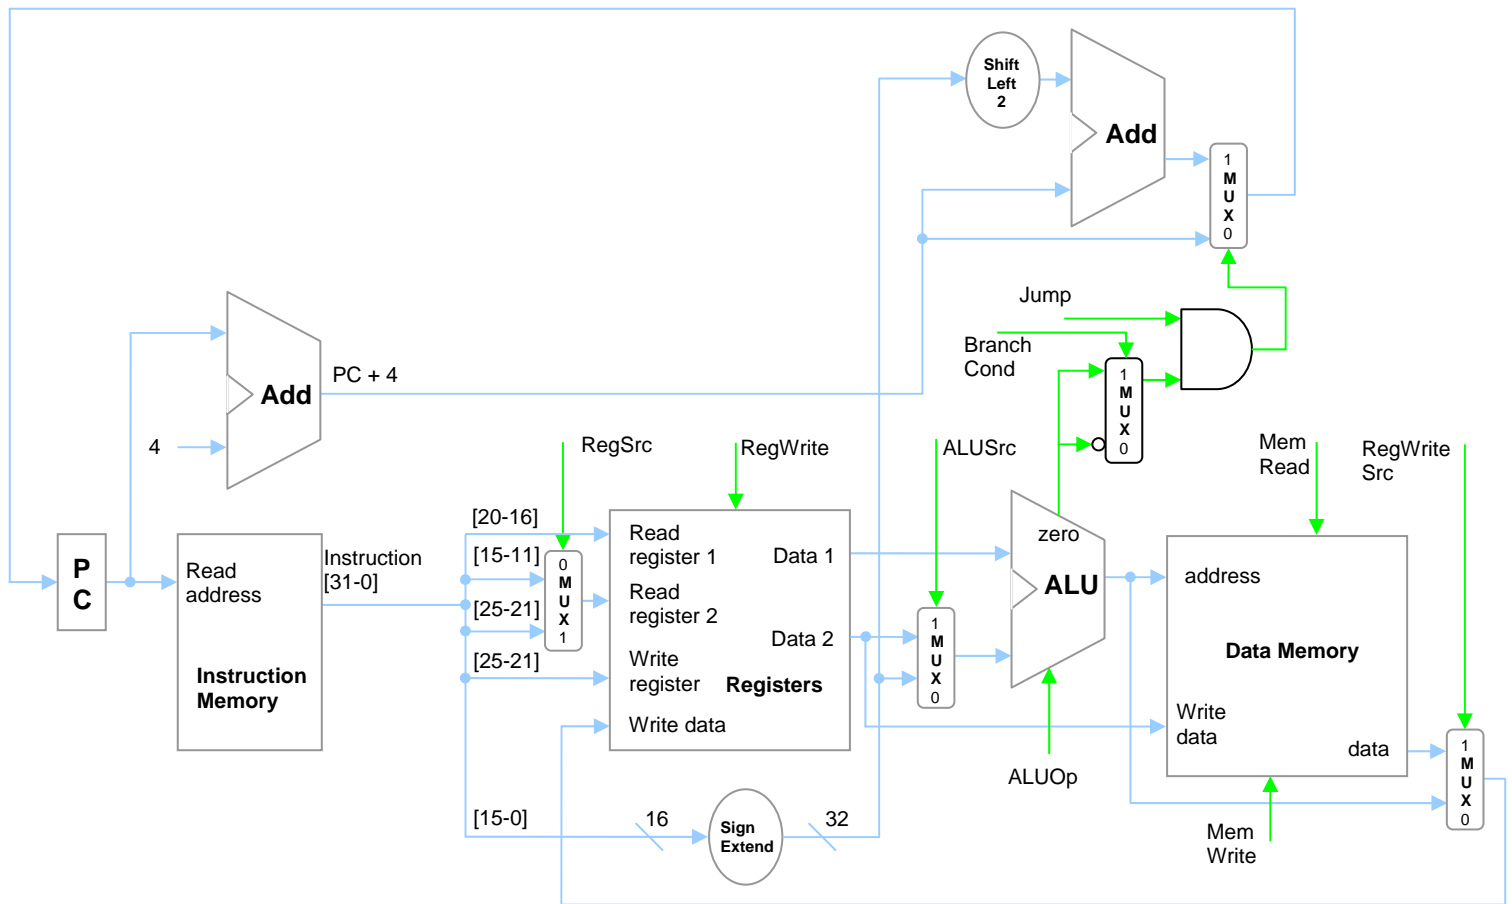 Shift
Left
2
Add
1
M
U
X
0
Jump
Branch
Cond
1
M
U
X
0
PC + 4
Add
4
RegSrc
RegWrite
ALUSrc
Mem
Read
RegWrite
Src
P
C
Read
address
Instruction
Memory
Instruction
[31-0]
[20-16]
[15-11]
[25-21]
[25-21]
[15-0]
0
M
U
X
1
Read
register 1
Read
register 2
Write
register
Write data
Data 1
Data 2
Registers
1
M
U
X
0
zero
ALU
ALUOp
address
Data Memory
Write
data
data
1
M
U
X
0
Mem
Write
16
Sign
Extend
32